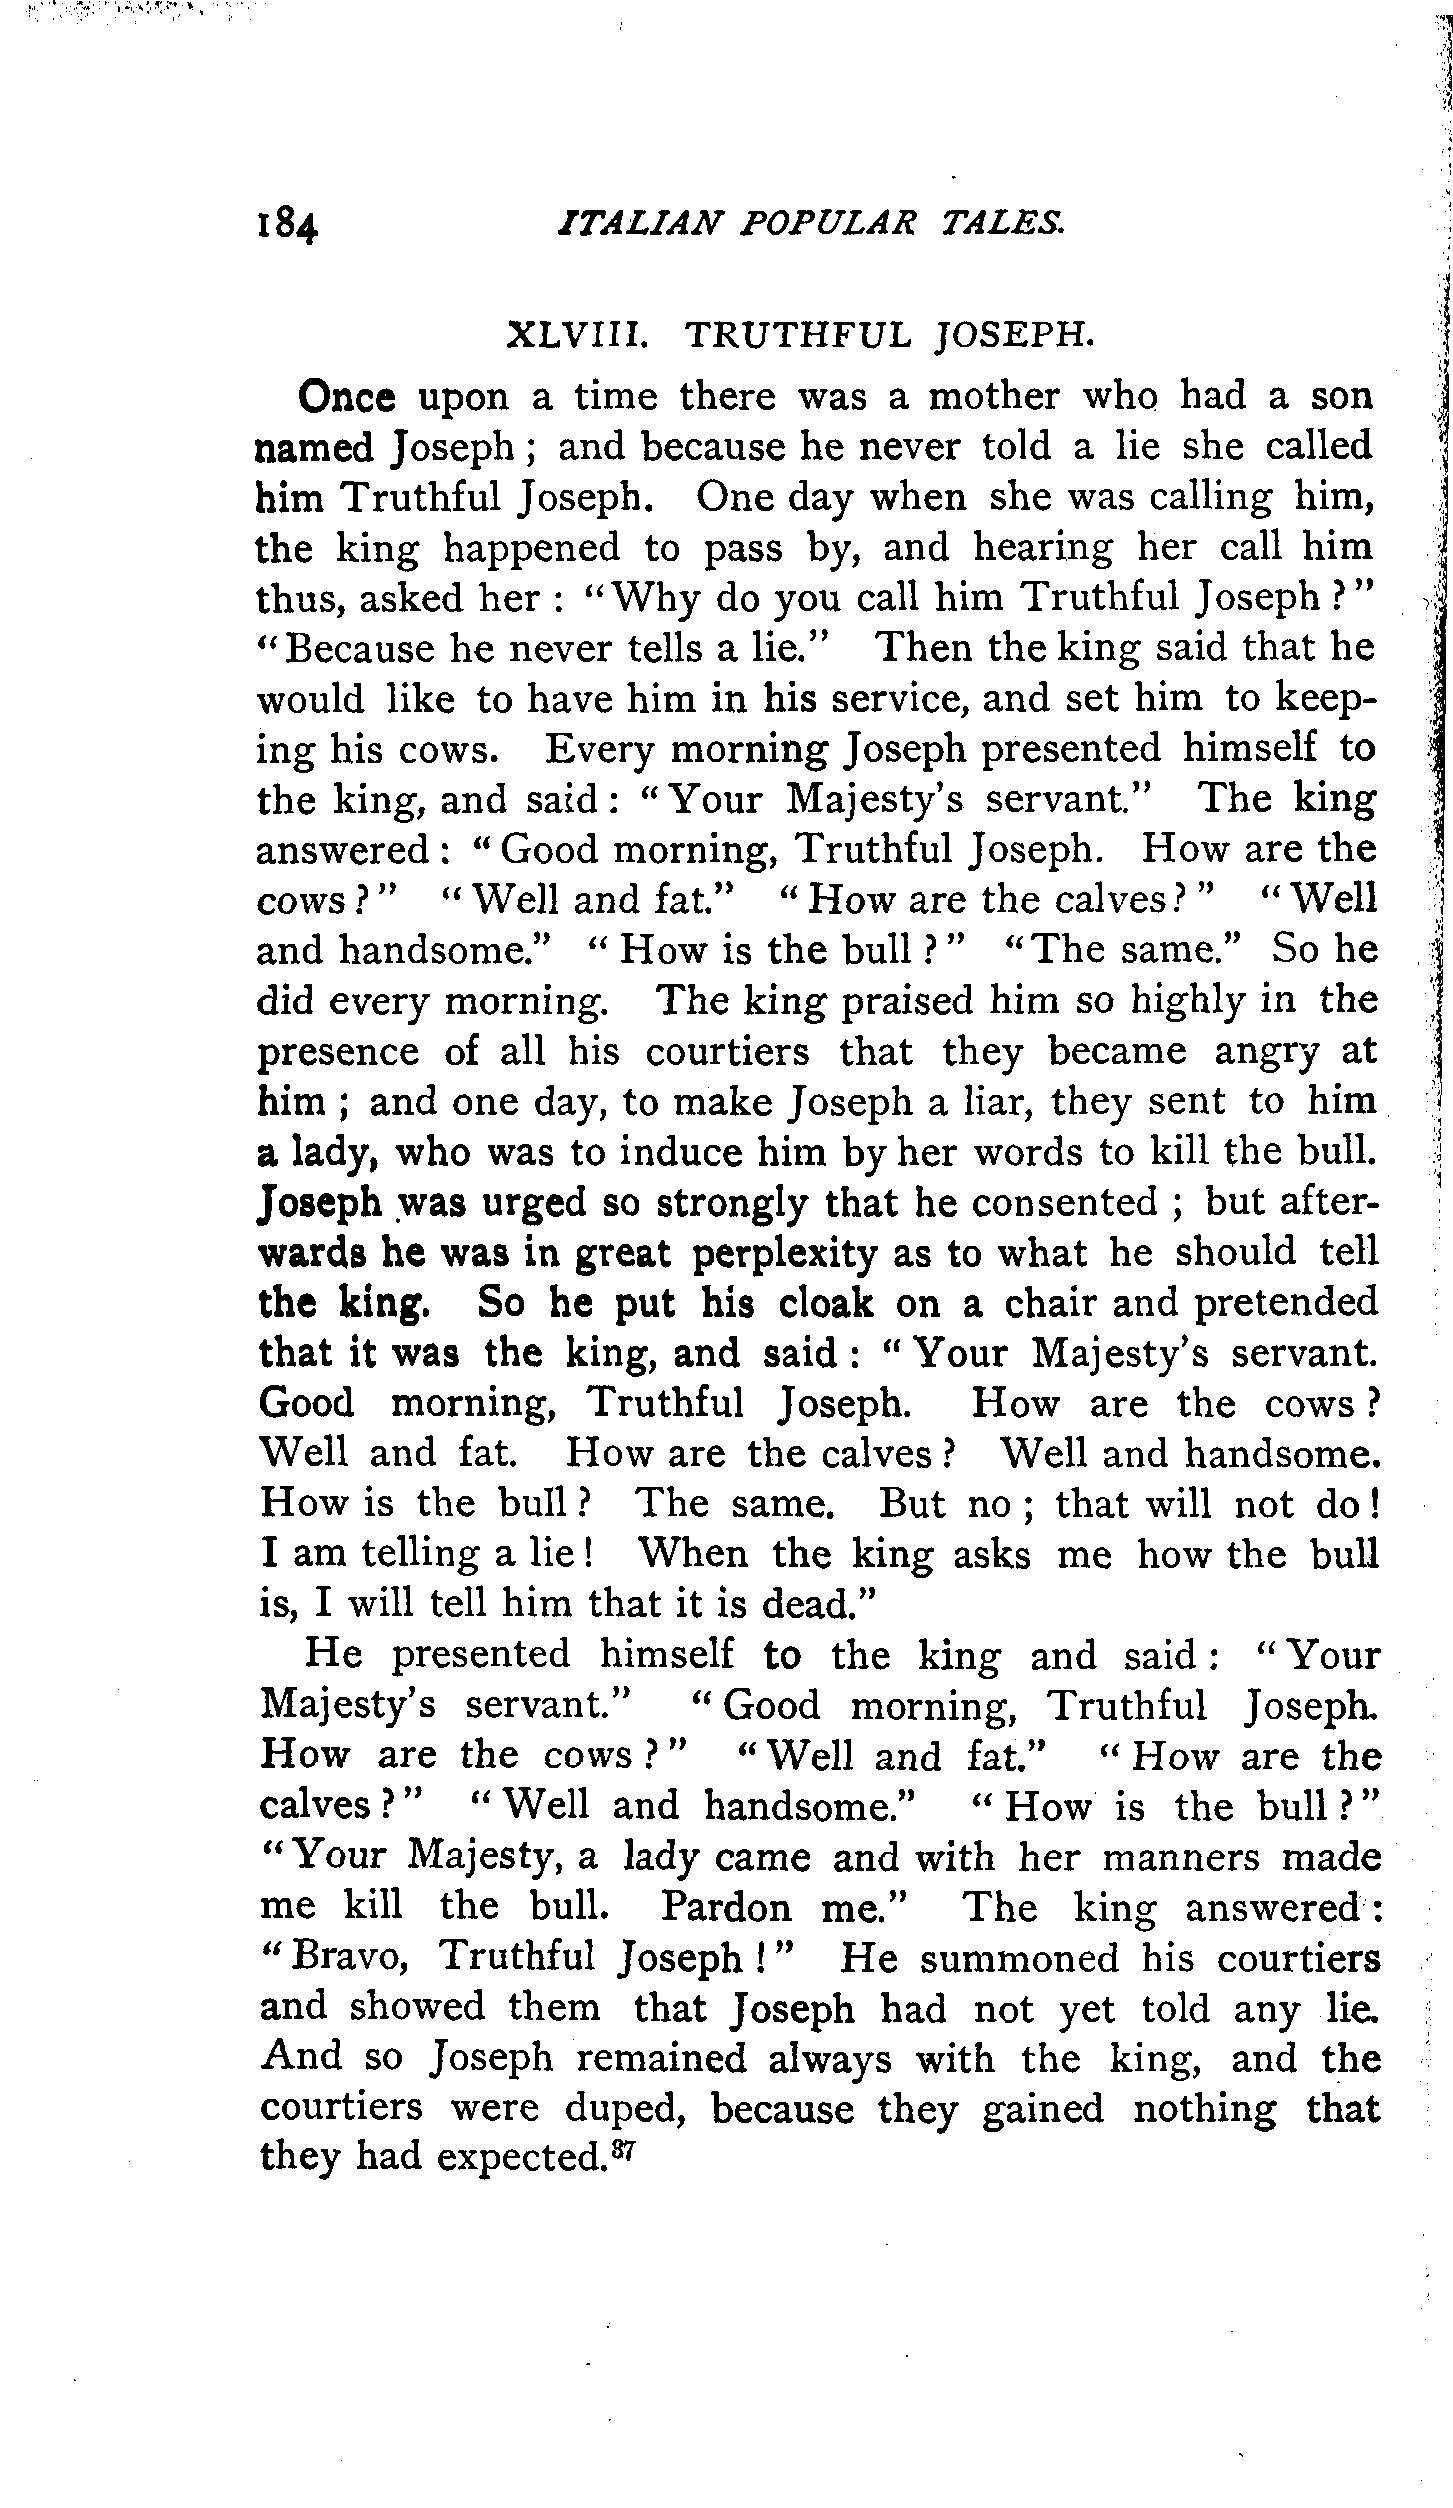 184 ITALIAN POPULAR TALES.
XLVIII. TRUTHFUL JOSEPH.
Once upon a time there was a mother who had a son
named Joseph; and because he never told a lie she called
him Truthful Joseph. One day when she was calling him,
the king happened to pass by, and hearing her call him
thus, asked her: "Why do you call him Truthful Joseph?"
"Because he never tells a lie." Then the king said that he
would like to have him in his service, and set him to keep-
ing his cows. Every morning Joseph presented himself to
the king, and said: "Your Majesty's servant." The king
answered: "Good morning, Truthful Joseph. How are the
cows?" "Well and fat." "How are the calves?" "Well
and handsome." "How is the bull?" "The same." So he
did every morning. The king praised him so highly in the
presence of all his courtiers that they became angry at
him; and one day, to make Joseph a liar, they sent to him
a lady, who was to induce him by her words to kill the bull.
Joseph was urged so strongly that he consented; but after-
wards he was in great perplexity as to what he should tell
the king. So he put his cloak on a chair and pretended
that it was the king, and said: "Your Majesty's servant.
Good morning, Truthful Joseph. How are the cows?
Well and fat. How are the calves? Well and handsome.
How is the bull? The same. But no; that will not do!
I am telling a lie! When the king asks me how the bull
is, I will tell him that it is dead."
He presented himself to the king and said: "Your
Majesty's servant." "Good morning, Truthful Joseph.
How are the cows?" "Well and fat." "How are the
calves?" "Well and handsome." "How is the bull?"
"Your Majesty, a lady came and with her manners made
me kill the bull. Pardon me." The king answered:
"Bravo, Truthful Joseph!" He summoned his courtiers
and showed them that Joseph had not yet told any lie.
And so Joseph remained always with the king, and the
courtiers were duped, because they gained nothing that
they had expected.37